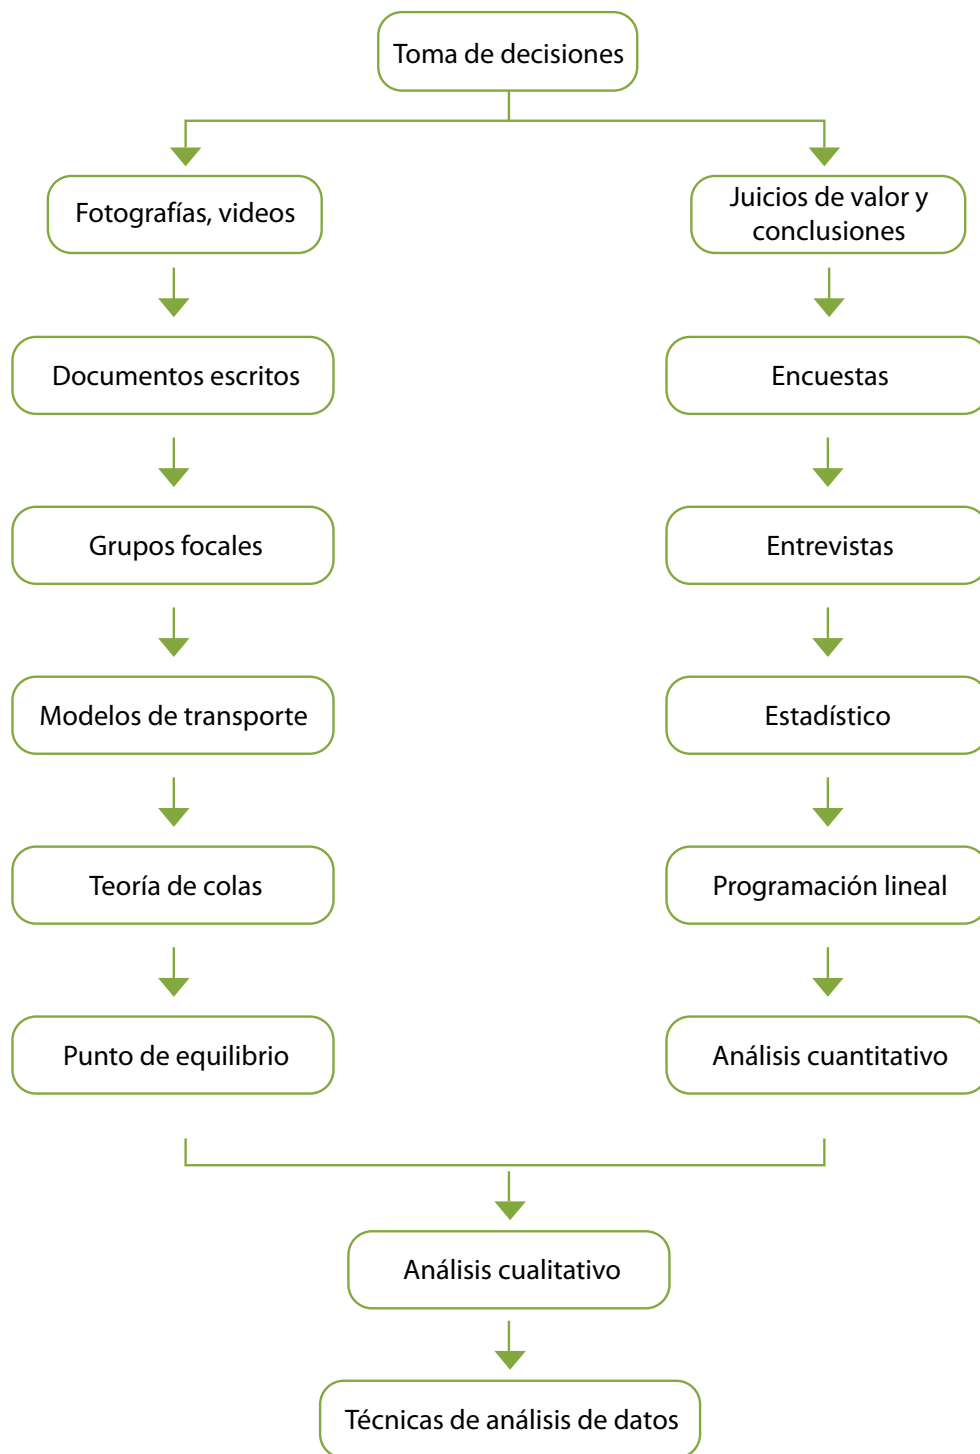 Toma de decisiones
Fotografías, videos
Juicios de valor y
conclusiones
Documentos escritos
Encuestas
Grupos focales
Entrevistas
Modelos de transporte
Estadístico
Teoría de colas
Programación lineal
Punto de equilibrio
Análisis cuantitativo
Análisis cualitativo
Técnicas de análisis de datos